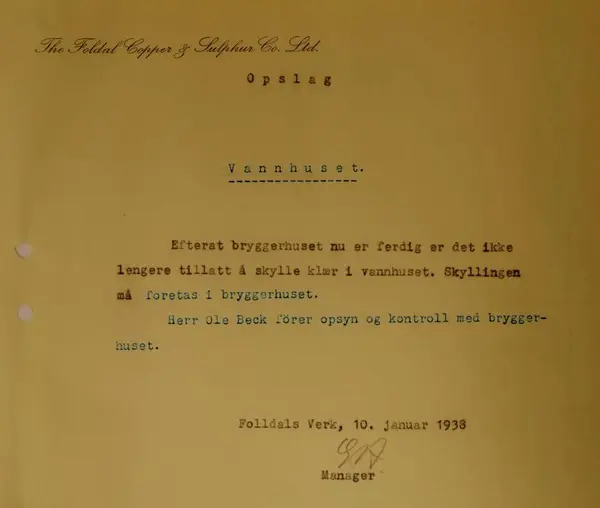 The Foldal Copper & Sulphur Co. Ltd.
Opslag
Vannhuset.
Efterat bryggerhuset nu er ferdig er det ikke
lengere tillatt å skylle klær i vannhuset. Skyllingen
må foretas i bryggerhuset.
Herr Ole Beck förer opsyn og kontroll med brygger-
huset.
Folldals Verk, 10. januar 1938
Manager